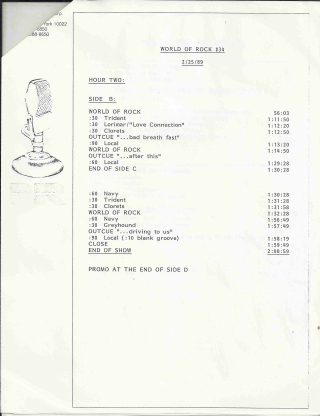 10022
WORLD OF ROCK #34
2/25/89
HOUR TWO:
SIDE B:
WORLD OF ROCK 56:03
:30 Trident 1:11:50
:30 Lorimar/"Love Connection" 1:12:20
:30 Clorets 1:12:50
OUTCUE "...bad breath fast"
:90 Local 1:13:20
WORLD OF ROCK 1:14:50
OUTCUE "...after this"
:60 Local 1:29:28
END OF SIDE C 1:30:28
:60 Navy 1:30:28
:30 Trident 1:31:28
:30 Clorets 1:31:58
WORLD OF ROCK 1:32:28
:60 Navy 1:56:49
:30 Greyhound 1:57:49
OUTCUE "...driving to us"
:90 Local (:10 blank groove) 1:58:19
CLOSE 1:59:49
END OF SHOW 2:00:59
PROMO AT THE END OF SIDE D